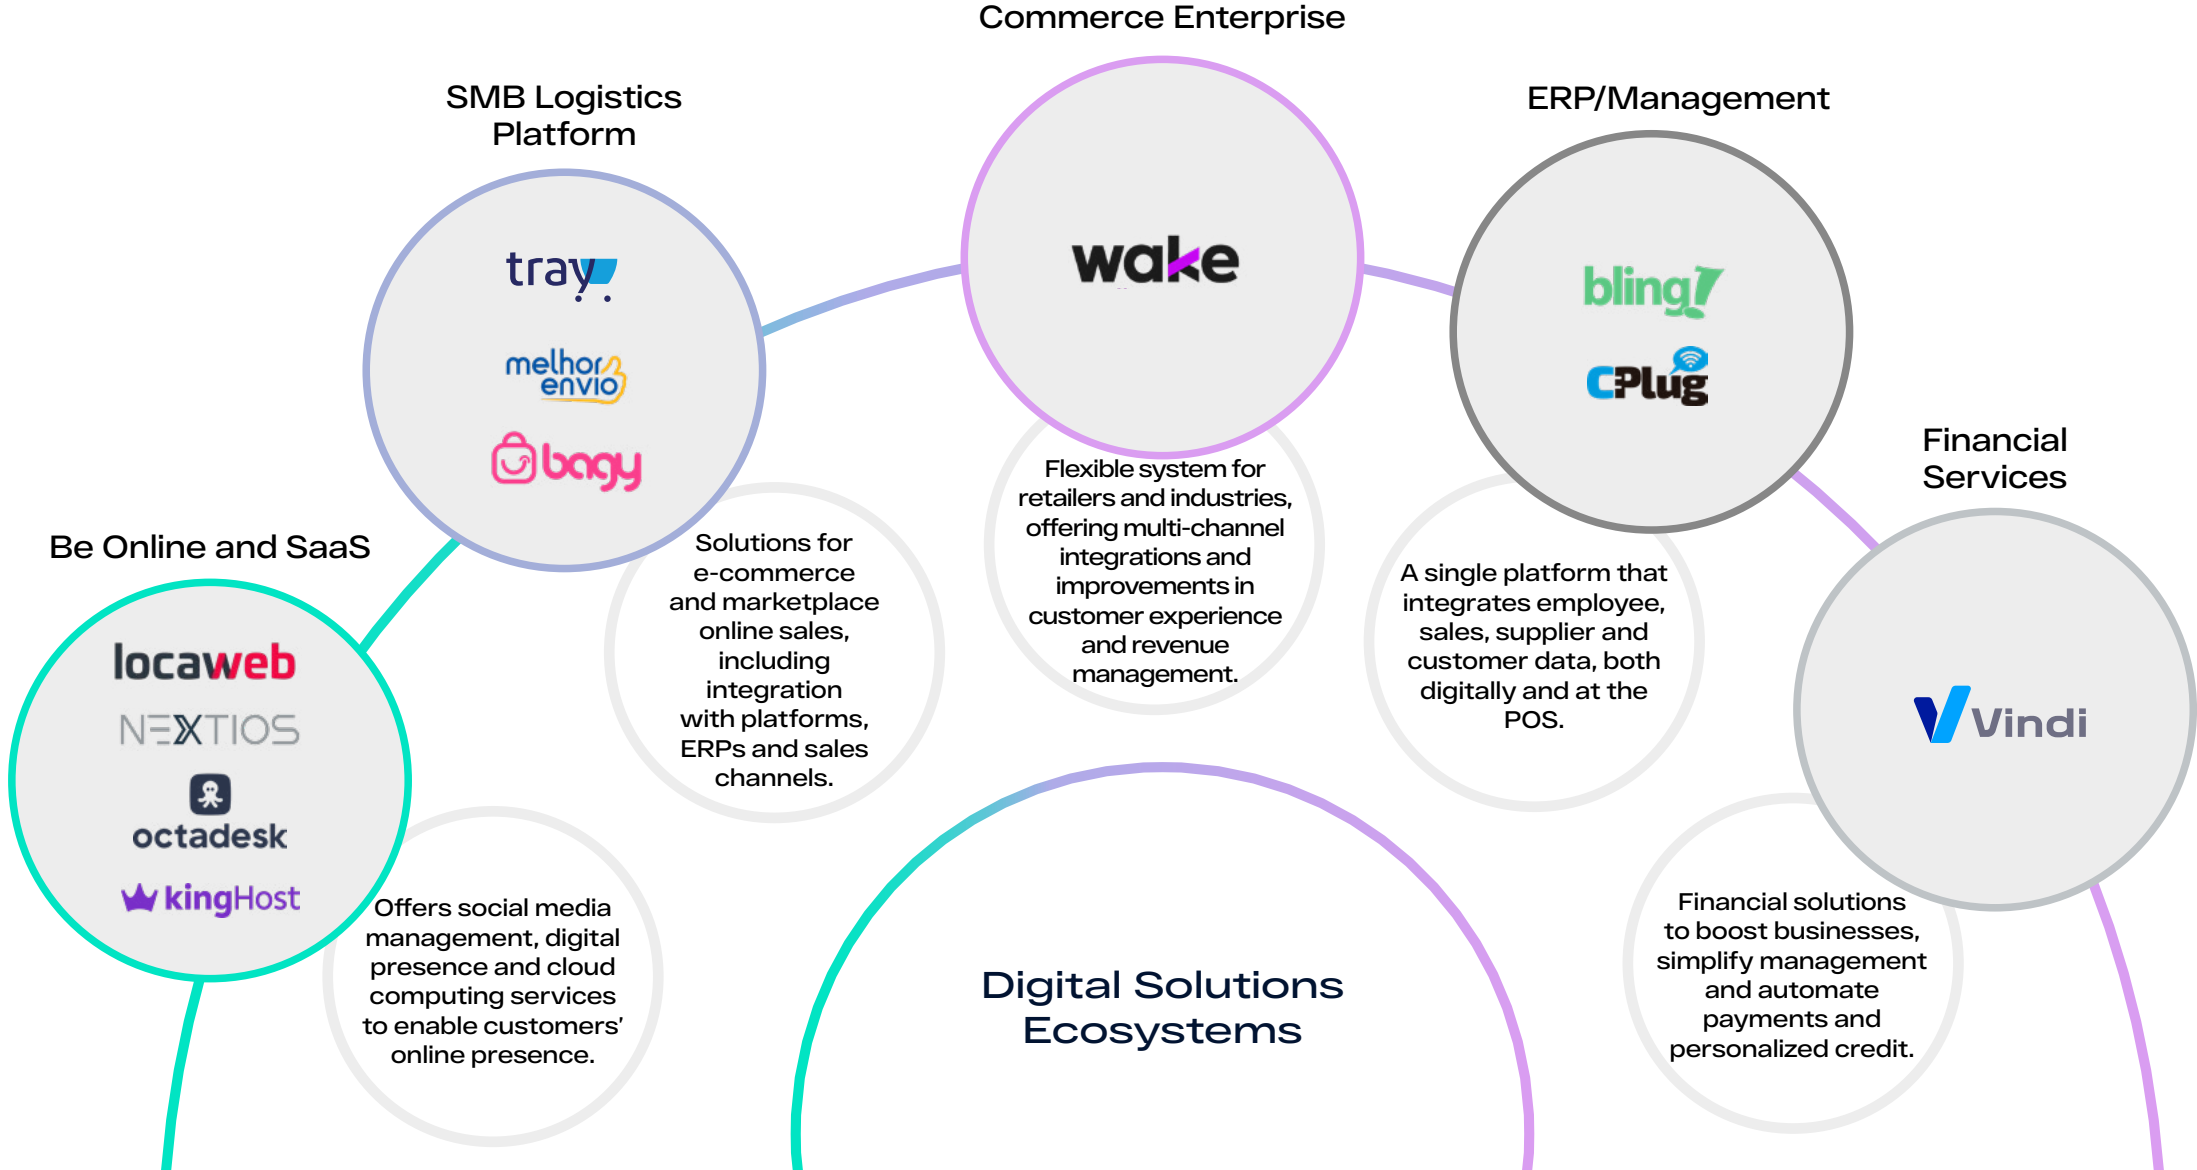 Commerce Enterprise
SMB Logistics
Platform
ERP/Management
wake
tray
bling!
melhor
envio
CPlug
bagy
Financial
Services
Flexible system for
retailers and industries,
offering multi-channel
integrations and
improvements in
customer experience
and revenue
management.
Be Online and SaaS
Solutions for
e-commerce
and marketplace
online sales,
including
integration
with platforms,
ERPs and sales
channels.
A single platform that
integrates employee,
sales, supplier and
customer data, both
digitally and at the
POS.
locaweb
NEXTIOS
octadesk
kingHost
Vindi
Offers social media
management, digital
presence and cloud
computing services
to enable customers’
online presence.
Digital Solutions
Ecosystems
Financial solutions
to boost businesses,
simplify management
and automate
payments and
personalized credit.